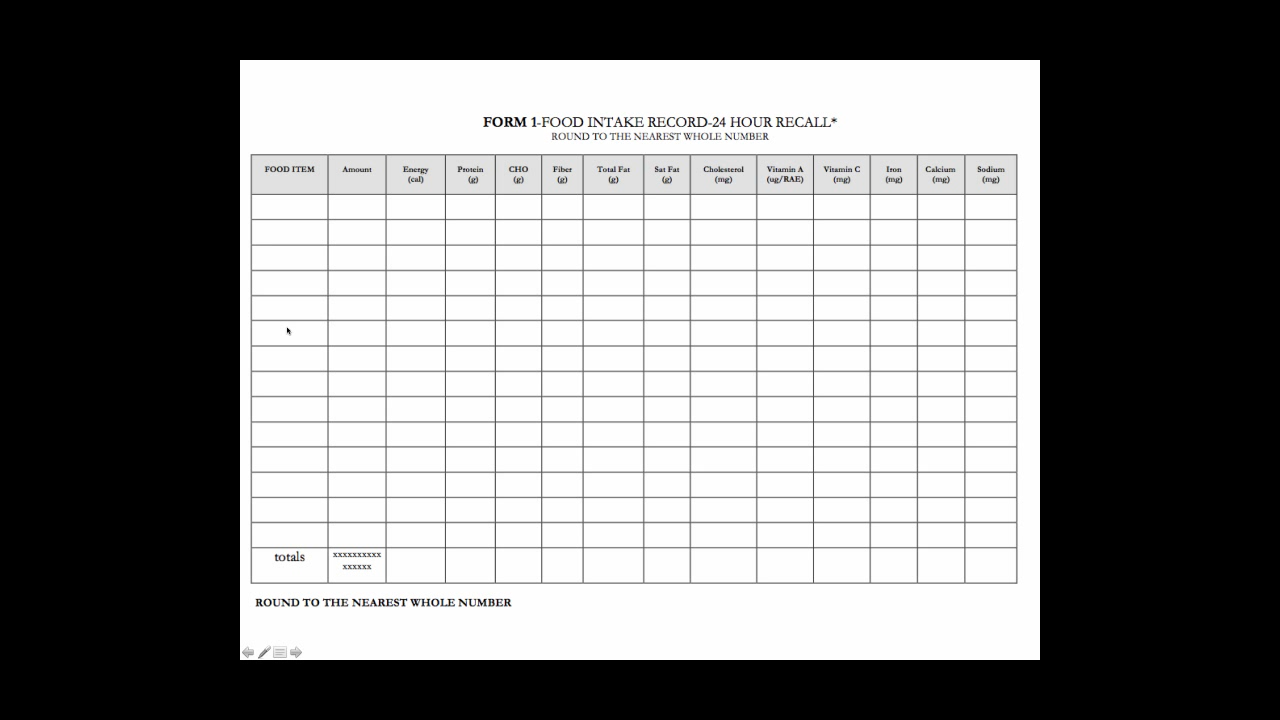 FORM 1-FOOD INTAKE RECORD-24 HOUR RECALL*
ROUND TO THE NEAREST WHOLE NUMBER
FOOD ITEM Amount Energy (cal) Protein (g) CHO (g) Fiber (g) Total Fat (g) Sat Fat (g) Cholesterol (mg) Vitamin A (ug/RAE) Vitamin C (mg) Iron (mg) Calcium (mg) Sodium (mg)
totals xxxxxxxxxx
xxxxxx
ROUND TO THE NEAREST WHOLE NUMBER